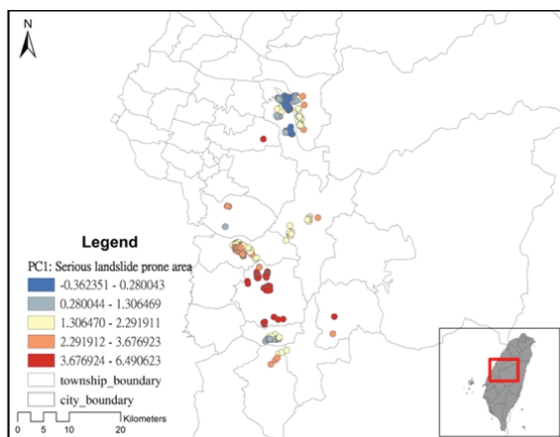 N
Legend
PC1: Serious landslide prone area
-0.362351 - 0.280043
0.280044 - 1.306469
1.306470 - 2.291911
2.291912 - 3.676923
3.676924 - 6.490623
township_boundary
city_boundary
Kilometers
0 5 10 20